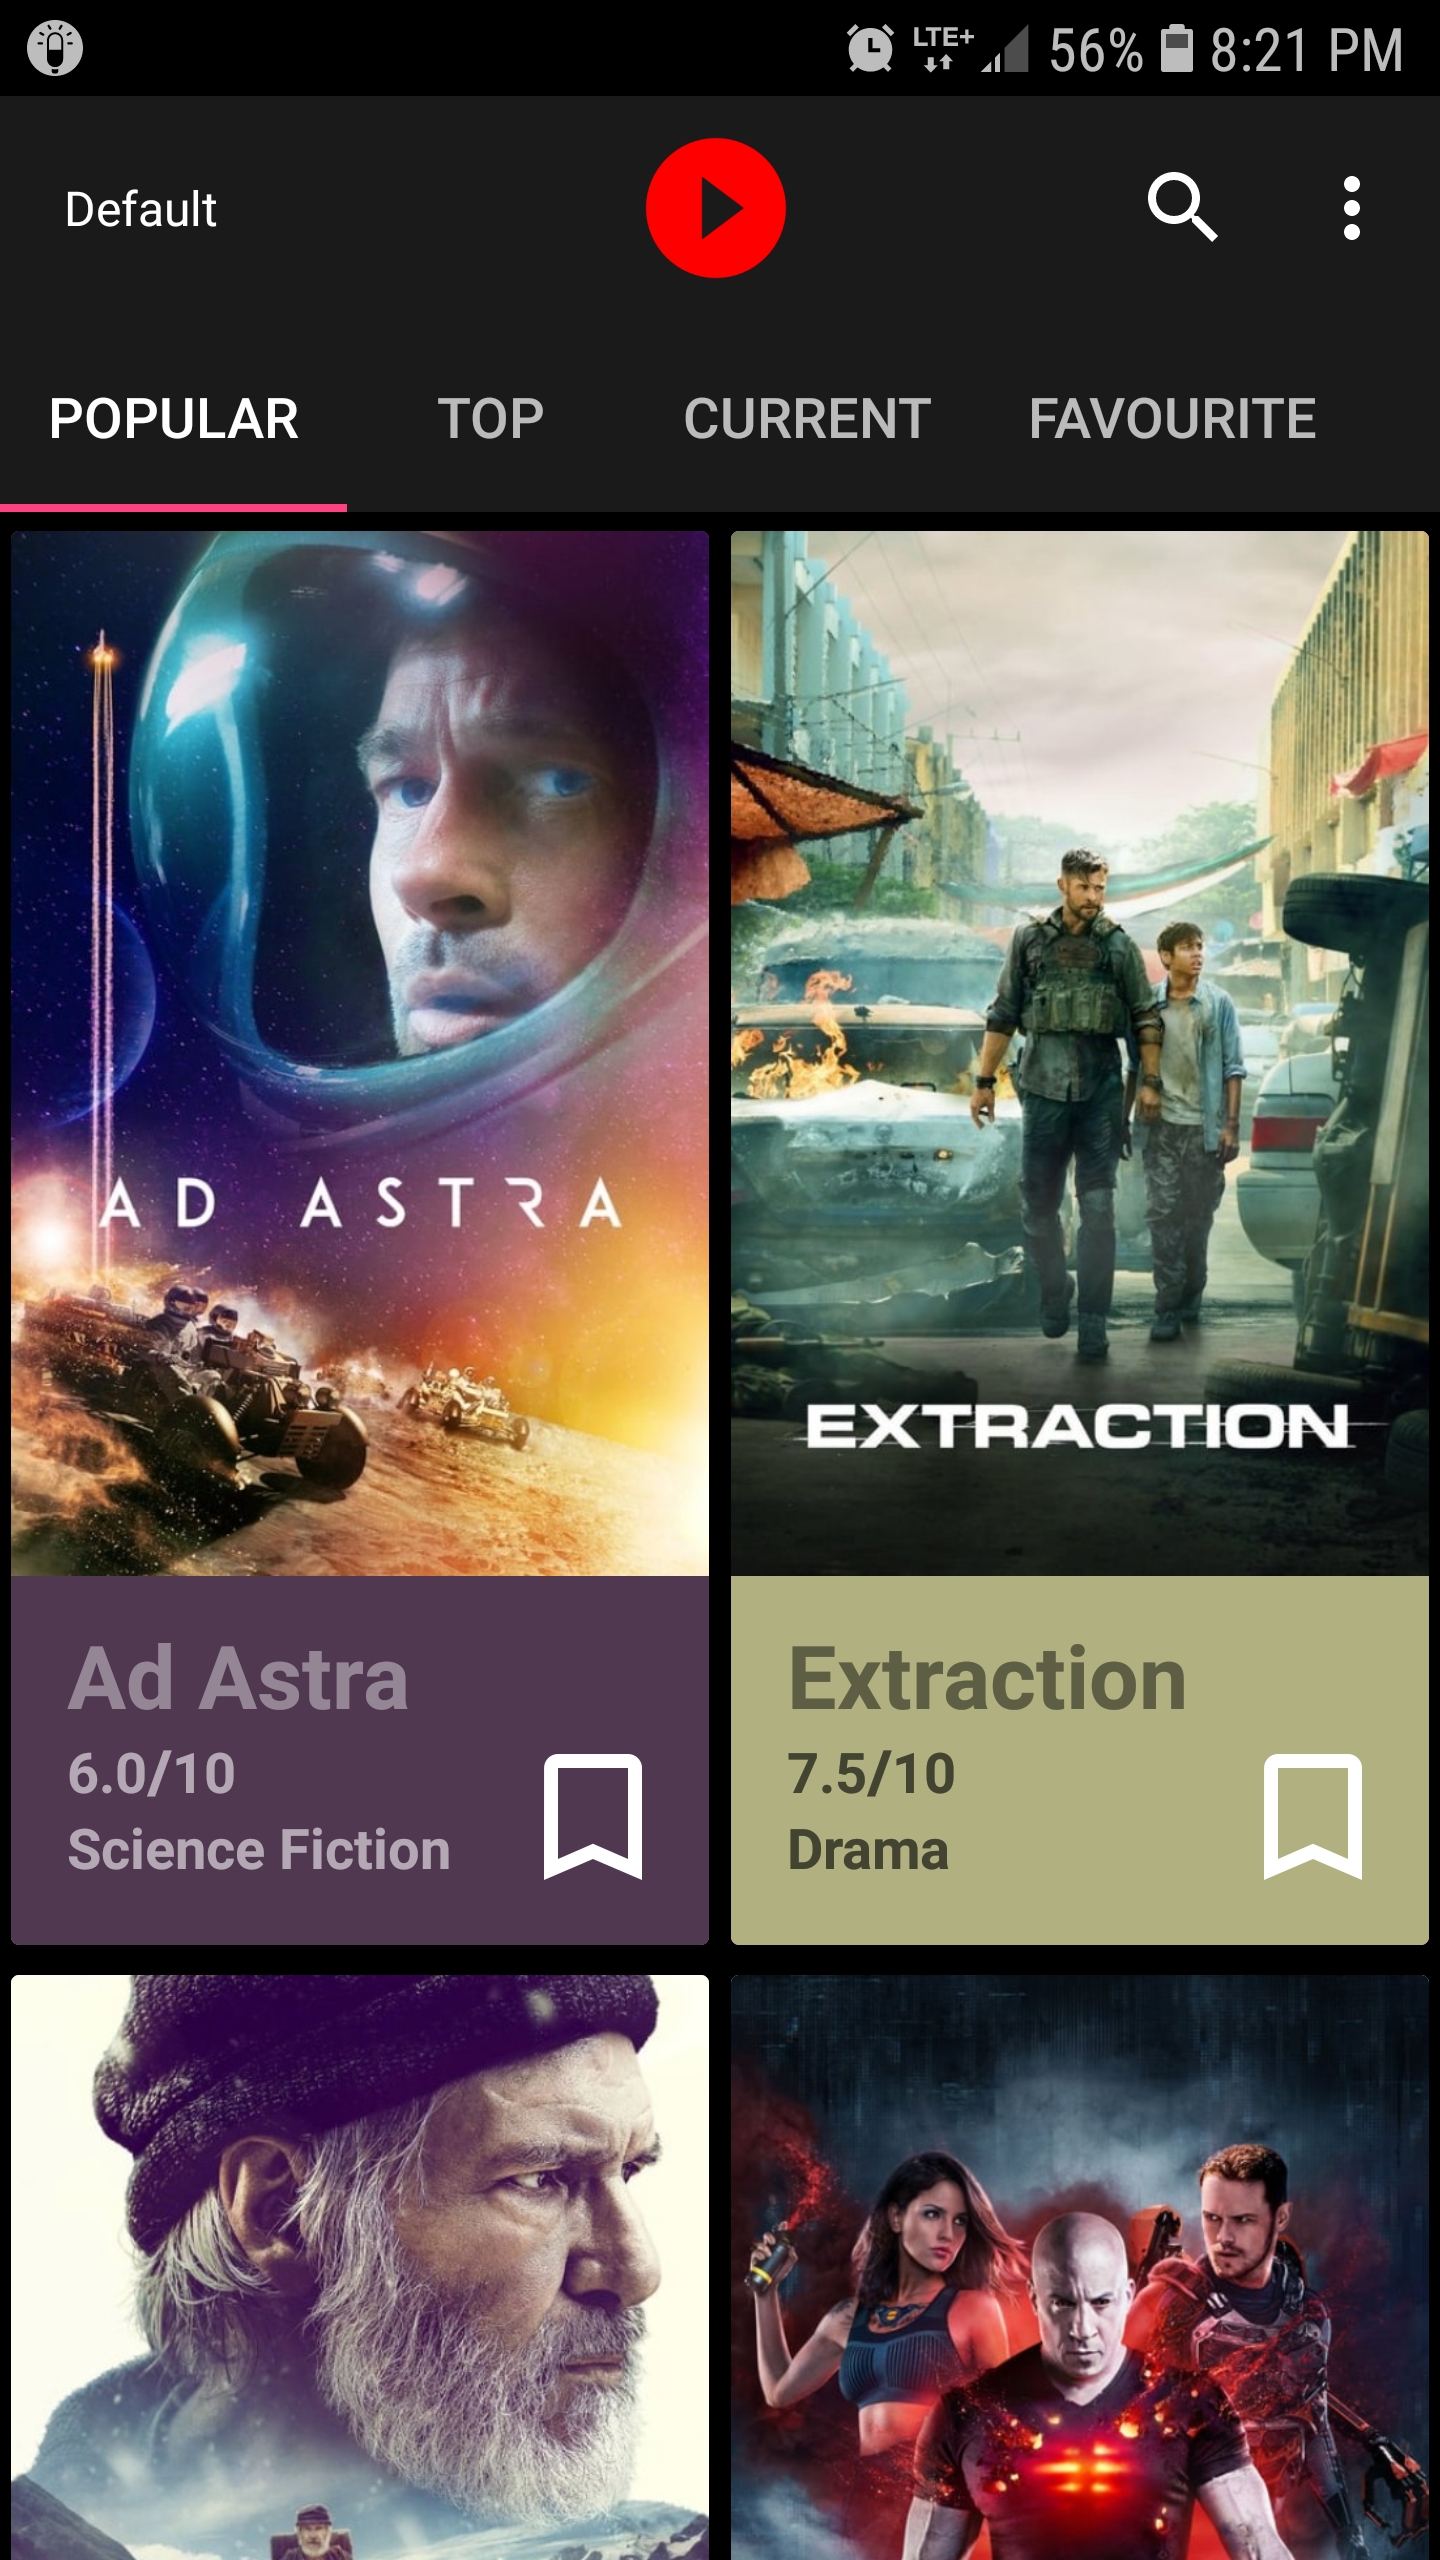 LTE+ 56% 8:21 PM
Default
POPULAR TOP CURRENT FAVOURITE
AD ASTRA
EXTRACTION
Ad Astra
6.0/10
Science Fiction
Extraction
7.5/10
Drama